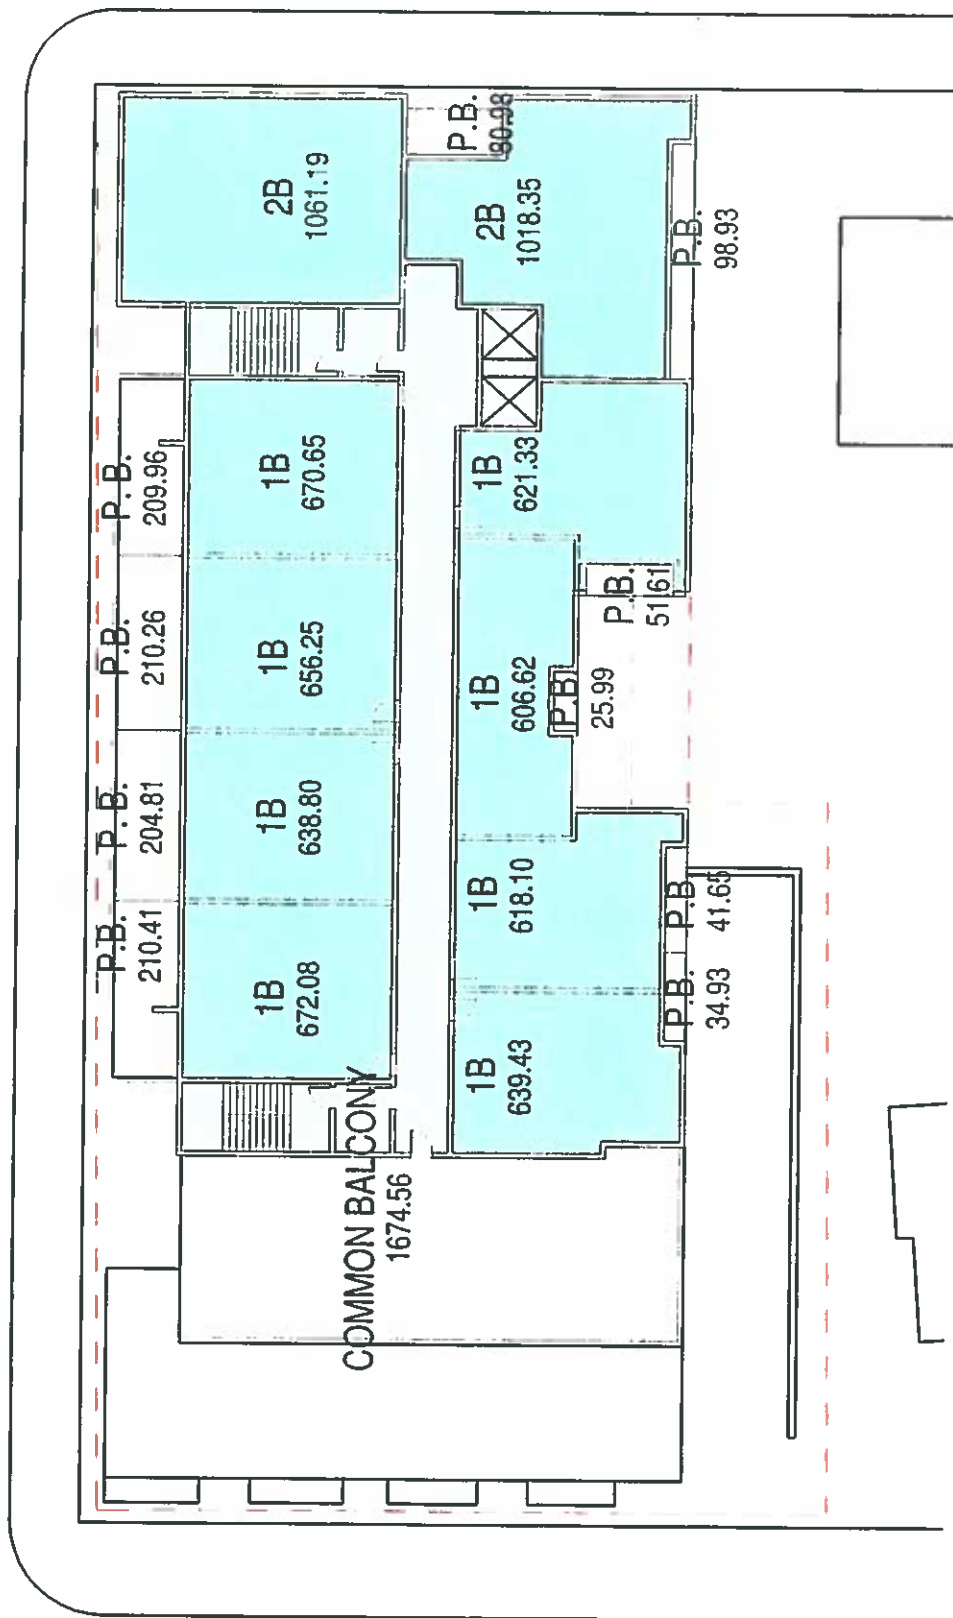 P.B.
210.41
P.B.
204.81
P.B.
210.26
P.B.
209.96
1B
672.08
1B
638.80
1B
656.25
1B
670.65
2B
1061.19
COMMON BALCONY
1674.56
1B
639.43
1B
618.10
1B
606.62
1B
621.33
2B
1018.35
P.B.
80.98
P.B.
25.99
P.B.
51.61
P.B.
34.93
P.B
41.65
P.B.
98.93